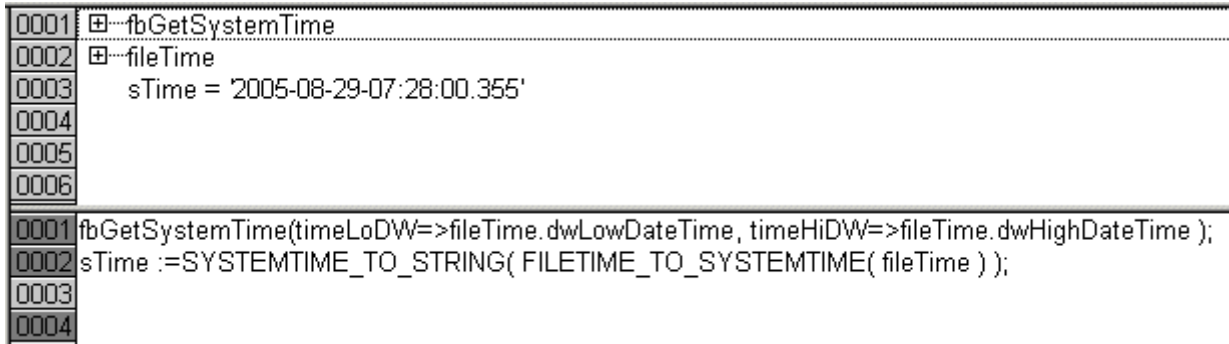 0001 fbGetSystemTime
0002 fileTime
0003 sTime = '2005-08-29-07:28:00.355'
0004
0005
0006
0001 fbGetSystemTime(timeLoDW=>fileTime.dwLowDateTime, timeHiDW=>fileTime.dwHighDateTime );
0002 sTime :=SYSTEMTIME_TO_STRING( FILETIME_TO_SYSTEMTIME( fileTime ) );
0003
0004